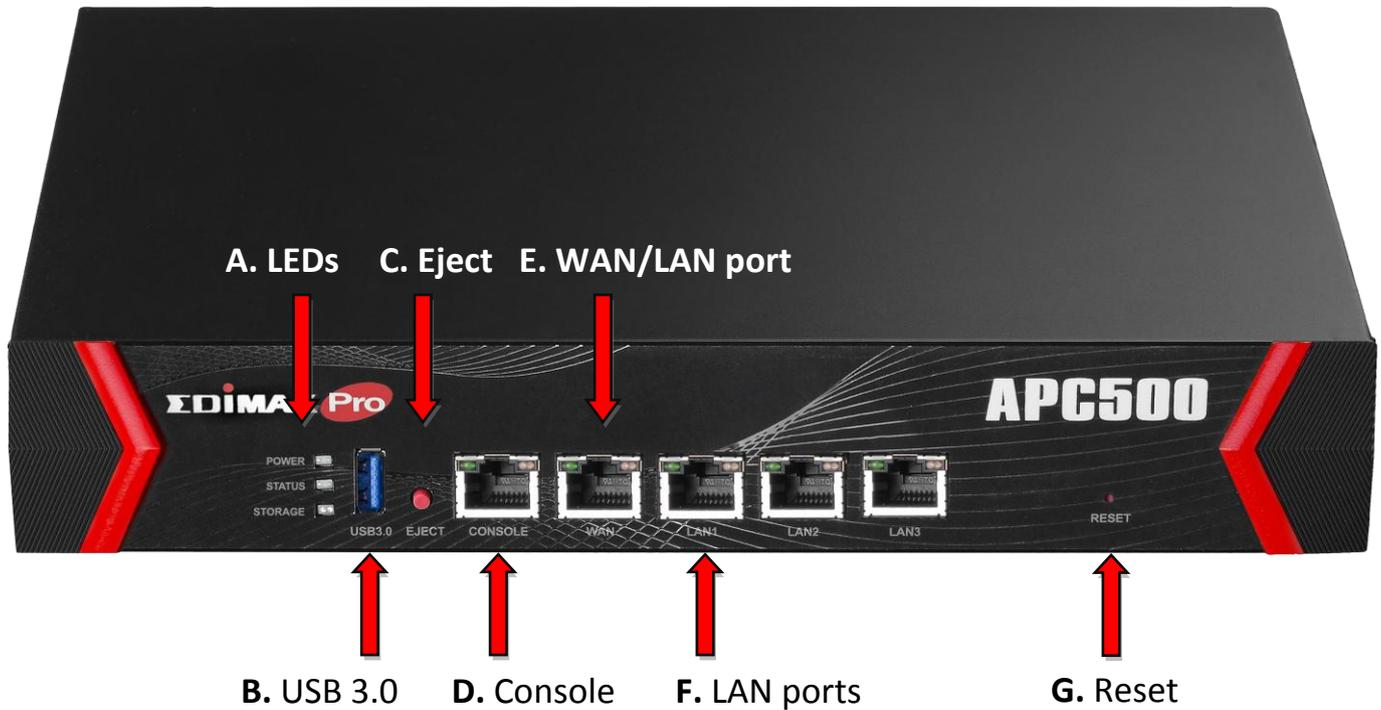 A. LEDs C. Eject E. WAN/LAN port
EDIMAX Pro
APC500
POWER
STATUS
STORAGE
USB3.0 EJECT CONSOLE WAN LAN1 LAN2 LAN3
RESET
B. USB 3.0 D. Console F. LAN ports G. Reset